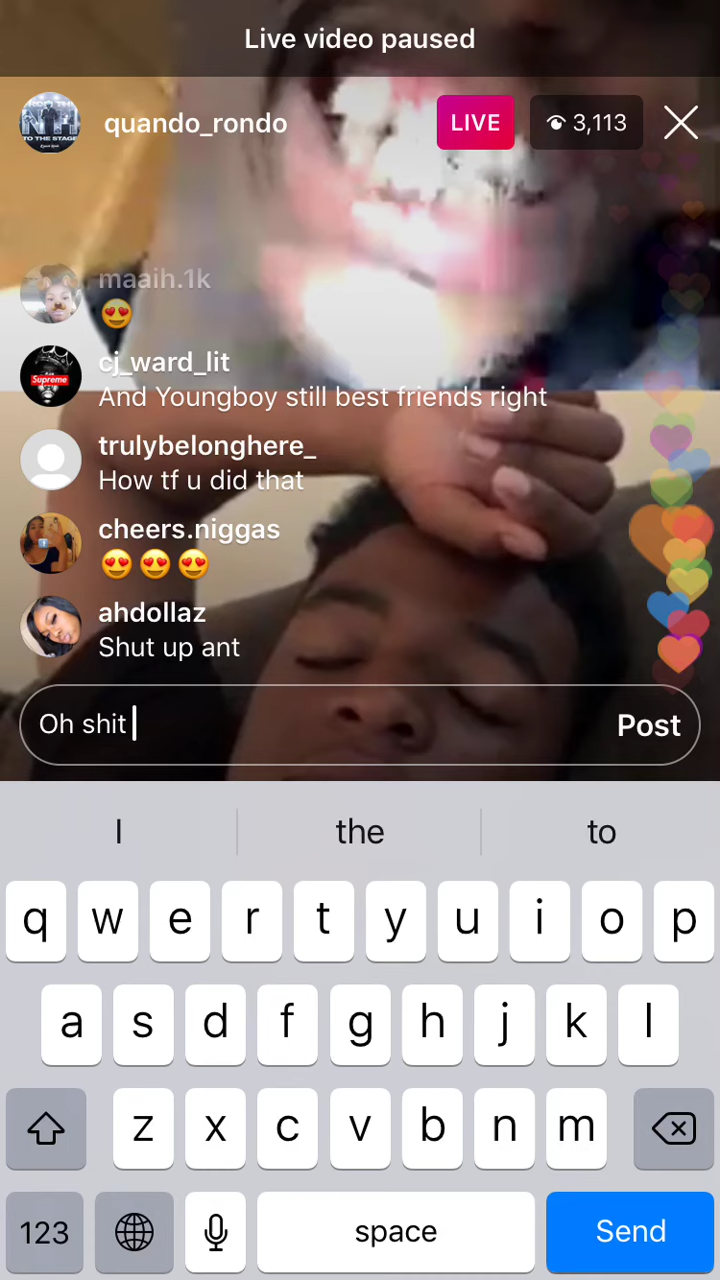 Live video paused
quando_rondo
LIVE
3,113
maaih.1k
😍
cj_ward_lit
Supreme
And Youngboy still best friends right
trulybelonghere_
How tf u did that
cheers.niggas
😍😍😍
ahdollaz
Shut up ant
Oh shit
Post
I the to
q w e r t y u i o p
a s d f g h j k l
z x c v b n m
123 space Send